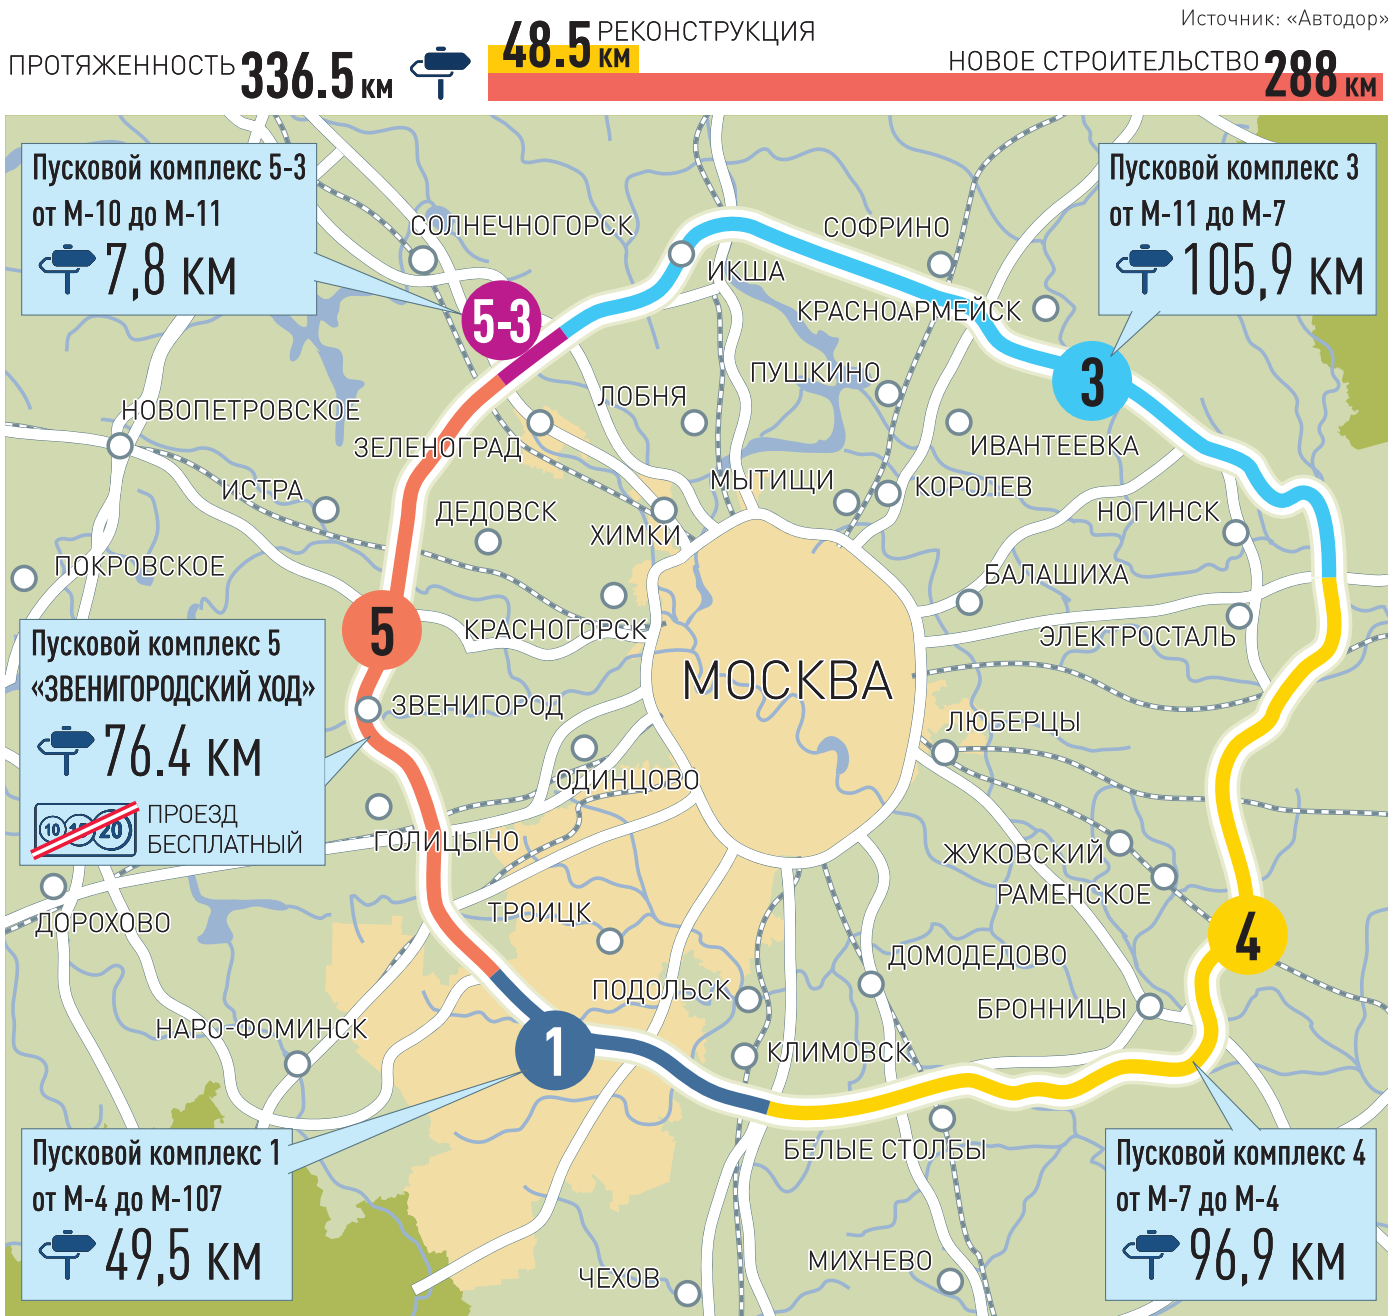 Источник: «Автодор»
ПРОТЯЖЕННОСТЬ 336.5 км
48.5 км РЕКОНСТРУКЦИЯ
НОВОЕ СТРОИТЕЛЬСТВО 288 км
Пусковой комплекс 5-3
от М-10 до М-11
7,8 км
Пусковой комплекс 3
от М-11 до М-7
105,9 км
СОЛНЕЧНОГОРСК
СОФРИНО
ИКША
КРАСНОАРМЕЙСК
5-3
3
ПУШКИНО
ЛОБНЯ
НОВОПЕТРОВСКОЕ
ЗЕЛЕНОГРАД
ИВАНТЕЕВКА
МЫТИЩИ
КОРОЛЕВ
ИСТРА
ДЕДОВСК
НОГИНСК
ХИМКИ
ПОКРОВСКОЕ
БАЛАШИХА
5
КРАСНОГОРСК
ЭЛЕКТРОСТАЛЬ
Пусковой комплекс 5
«ЗВЕНИГОРОДСКИЙ ХОД»
76.4 км
10
20
ПРОЕЗД
БЕСПЛАТНЫЙ
МОСКВА
ЗВЕНИГОРОД
ЛЮБЕРЦЫ
ОДИНЦОВО
ГОЛИЦЫНО
ЖУКОВСКИЙ
РАМЕНСКОЕ
ДОРОХОВО
ТРОИЦК
4
ДОМОДЕДОВО
ПОДОЛЬСК
БРОННИЦЫ
НАРО-ФОМИНСК
1
КЛИМОВСК
БЕЛЫЕ СТОЛБЫ
Пусковой комплекс 1
от М-4 до М-107
49,5 км
Пусковой комплекс 4
от М-7 до М-4
96,9 км
МИХНЕВО
ЧЕХОВ